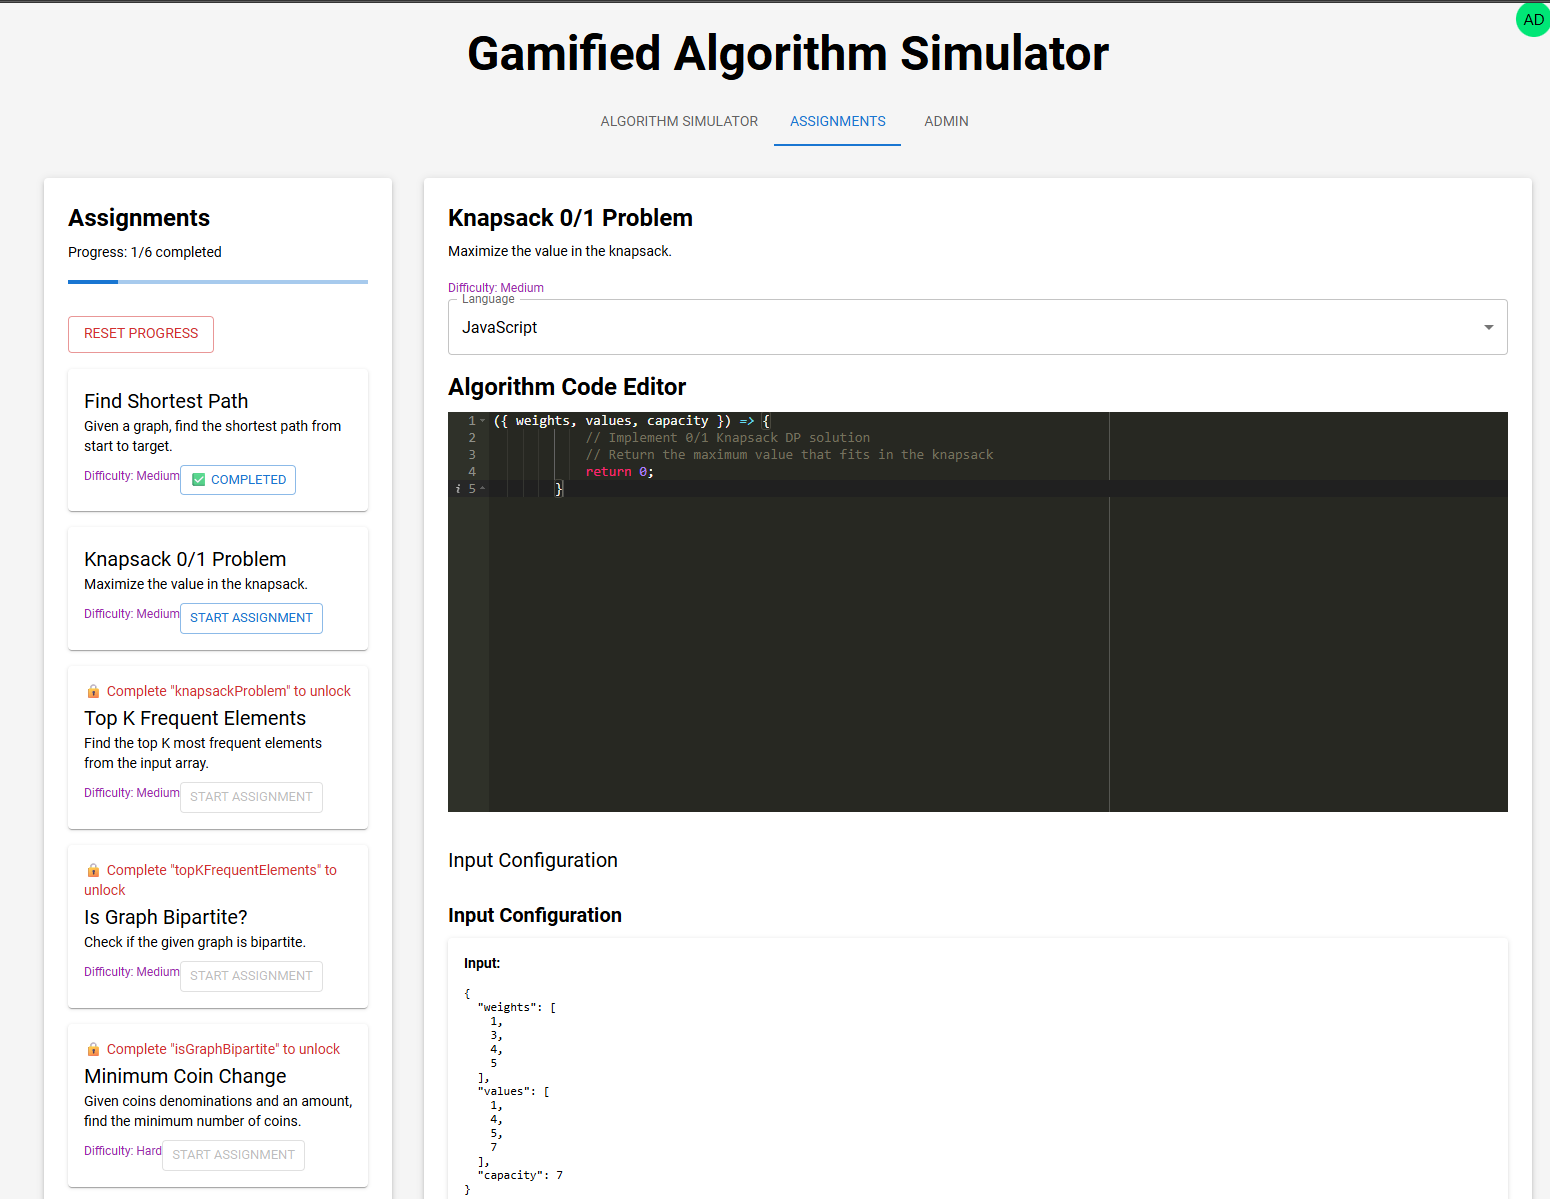 AD
Gamified Algorithm Simulator
ALGORITHM SIMULATOR ASSIGNMENTS ADMIN
Assignments
Progress: 1/6 completed
RESET PROGRESS
Find Shortest Path
Given a graph, find the shortest path from
start to target.
Difficulty: Medium ✅ COMPLETED
Knapsack 0/1 Problem
Maximize the value in the knapsack.
Difficulty: Medium START ASSIGNMENT
🔒 Complete "knapsackProblem" to unlock
Top K Frequent Elements
Find the top K most frequent elements
from the input array.
Difficulty: Medium START ASSIGNMENT
🔒 Complete "topKFrequentElements" to
unlock
Is Graph Bipartite?
Check if the given graph is bipartite.
Difficulty: Medium START ASSIGNMENT
🔒 Complete "isGraphBipartite" to unlock
Minimum Coin Change
Given coins denominations and an amount,
find the minimum number of coins.
Difficulty: Hard START ASSIGNMENT
Knapsack 0/1 Problem
Maximize the value in the knapsack.
Difficulty: Medium
Language
JavaScript
Algorithm Code Editor
1 ({ weights, values, capacity }) => {
2 // Implement 0/1 Knapsack DP solution
3 // Return the maximum value that fits in the knapsack
4 return 0;
i 5 }
Input Configuration
Input Configuration
Input:
{
"weights": [
1,
3,
4,
5
],
"values": [
1,
4,
5,
7
],
"capacity": 7
}